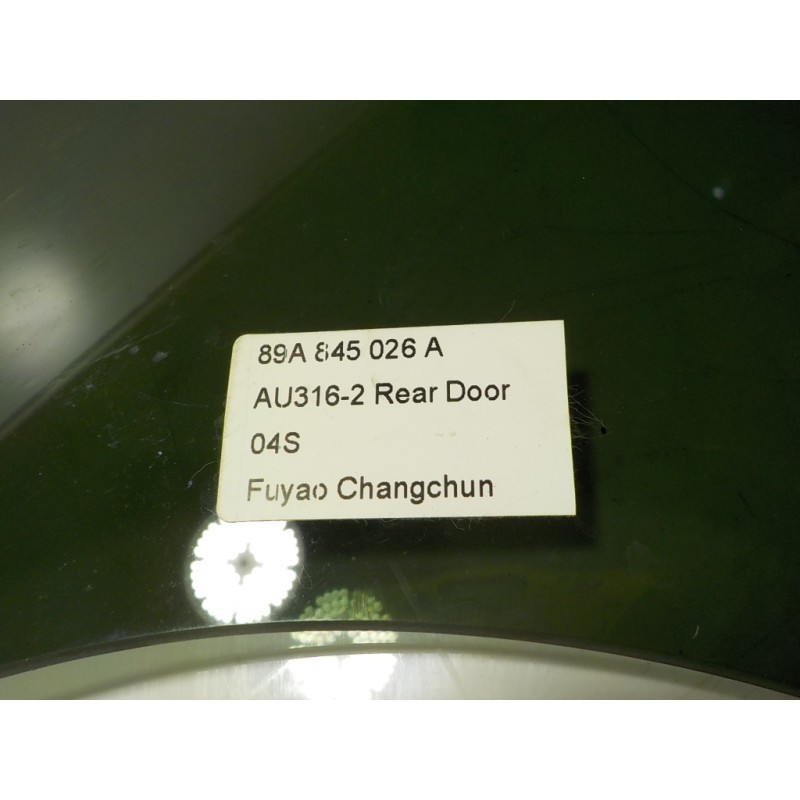 89A 845 026 A
AU316-2 Rear Door
04S
Fuyao Changchun